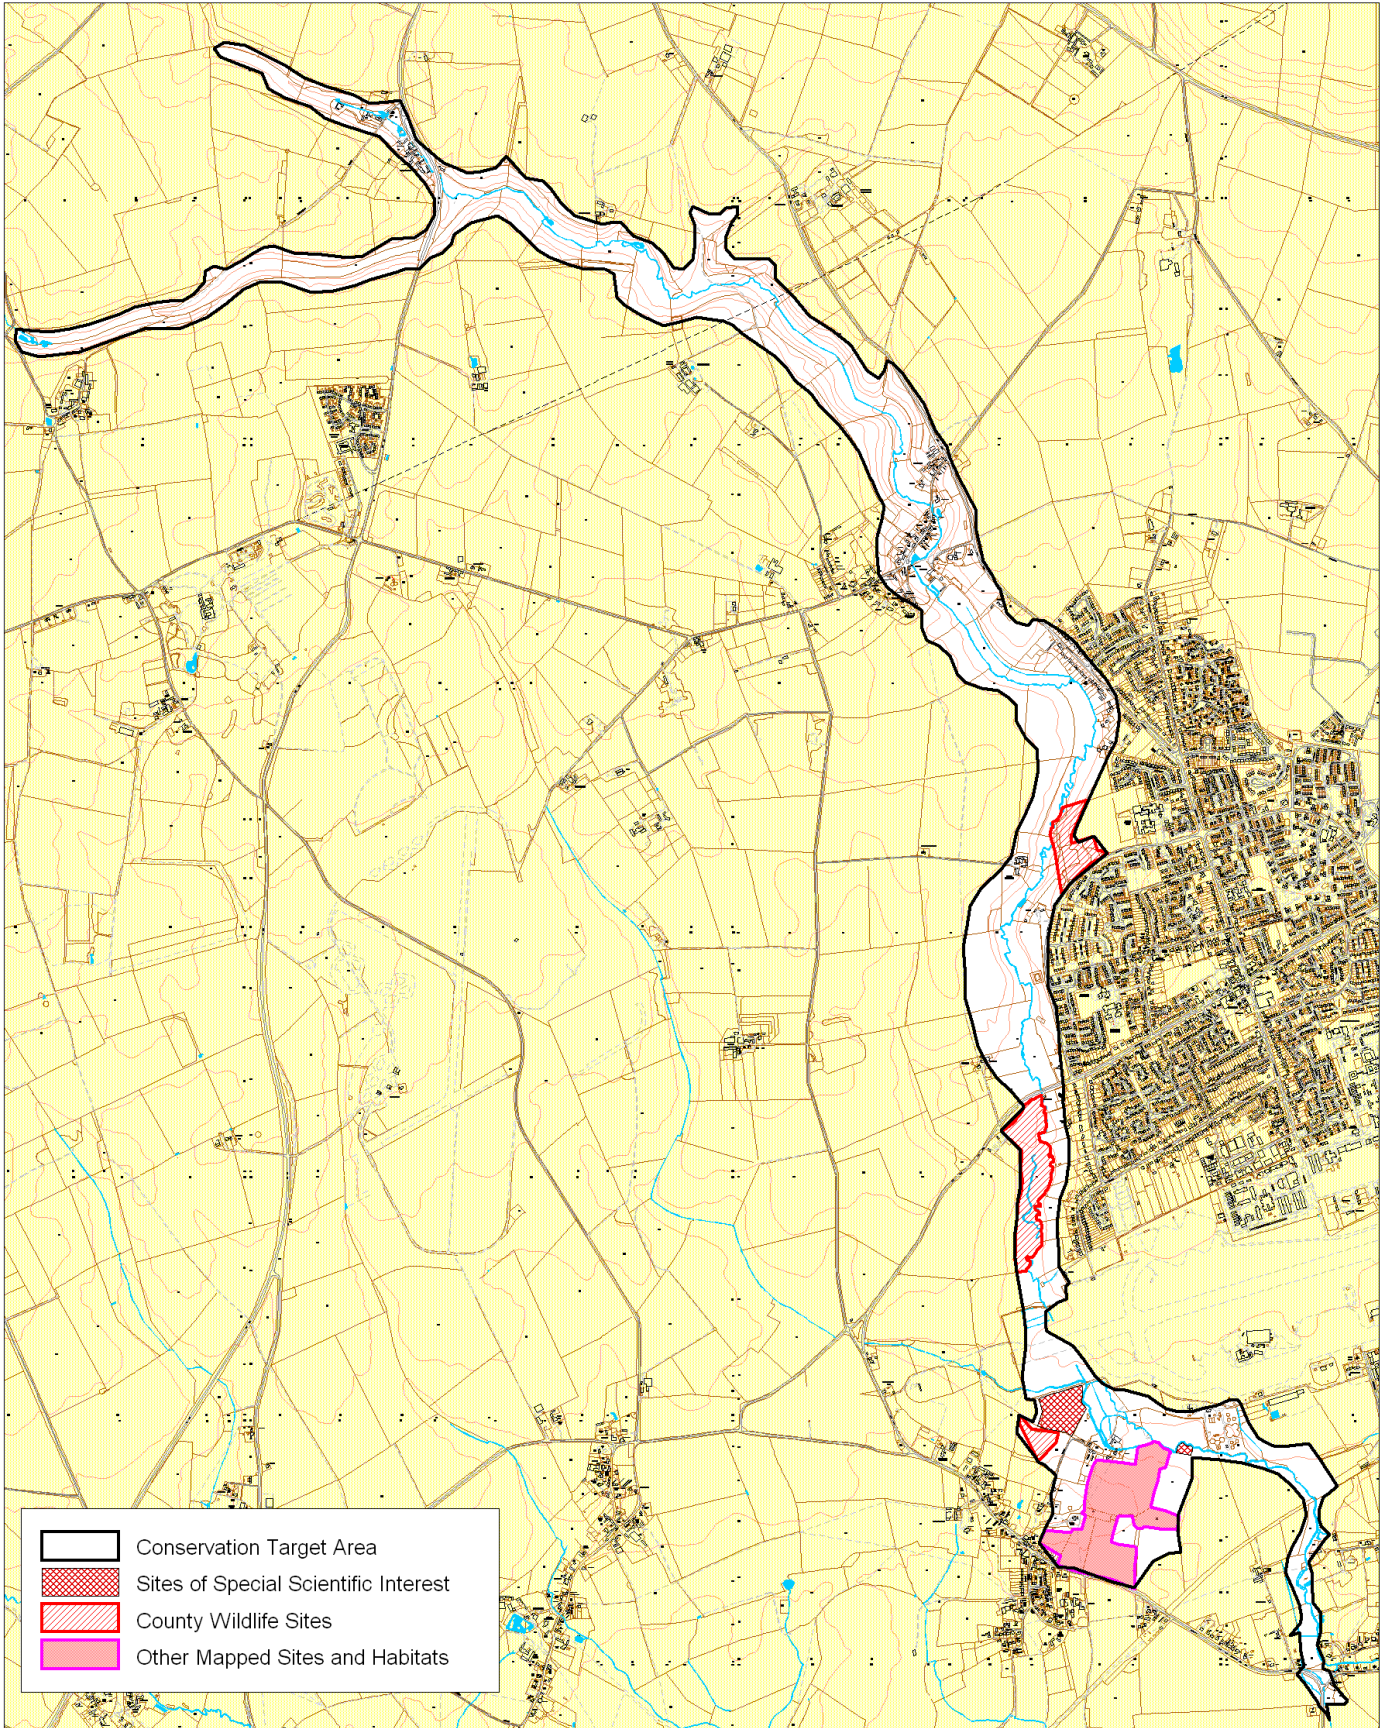 Conservation Target Area
Sites of Special Scientific Interest
County Wildlife Sites
Other Mapped Sites and Habitats